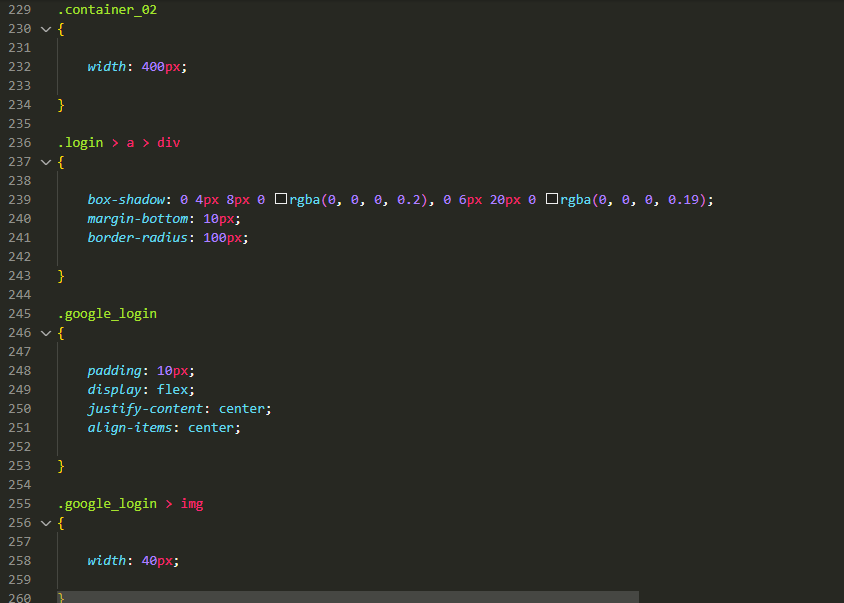 229 .container_02
230 {
231
232 width: 400px;
233
234 }
235
236 .login > a > div
237 {
238
239 box-shadow: 0 4px 8px 0 rgba(0, 0, 0, 0.2), 0 6px 20px 0 rgba(0, 0, 0, 0.19);
240 margin-bottom: 10px;
241 border-radius: 100px;
242
243 }
244
245 .google_login
246 {
247
248 padding: 10px;
249 display: flex;
250 justify-content: center;
251 align-items: center;
252
253 }
254
255 .google_login > img
256 {
257
258 width: 40px;
259
260 }